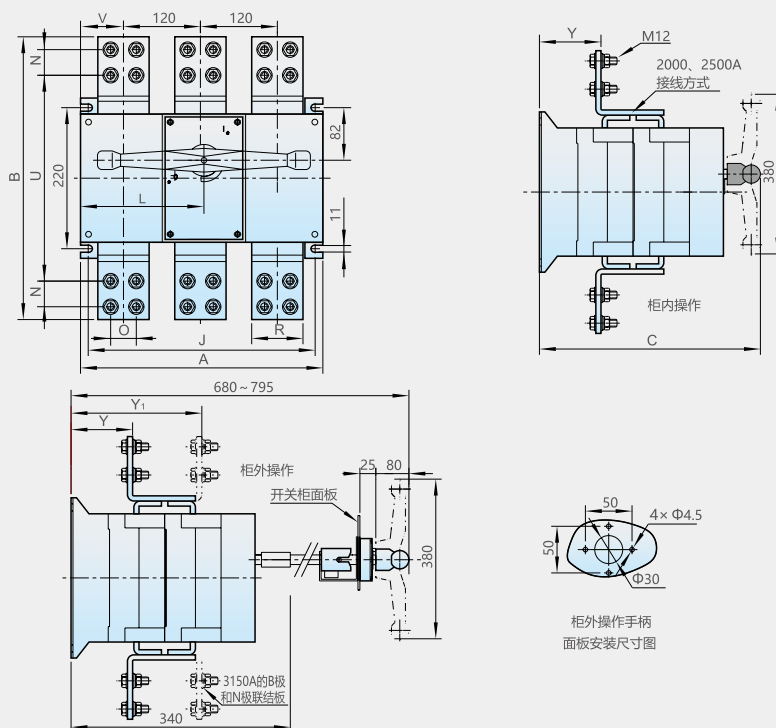 V
120
120
N
B
U
220
L
82
11
N
O
J
R
A
Y
M12
2000、2500A
接线方式
380
柜内操作
C
680~795
Y1
Y
25
80
柜外操作
开关柜面板
380
3150A的B极
和N极联结板
340
50
4×Φ4.5
50
Φ30
柜外操作手柄
面板安装尺寸图